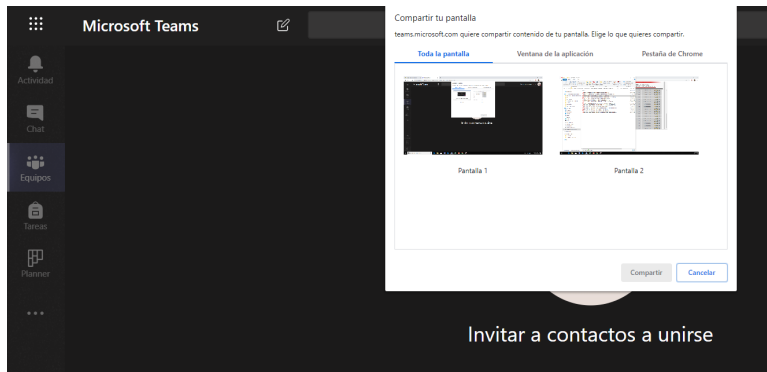 Microsoft Teams
Actividad
Chat
Equipos
Tareas
Planner
Compartir tu pantalla
teams.microsoft.com quiere compartir contenido de tu pantalla. Elige lo que quieres compartir.
Toda la pantalla Ventana de la aplicación Pestaña de Chrome
Pantalla 1 Pantalla 2
Compartir Cancelar
Invitar a contactos a unirse